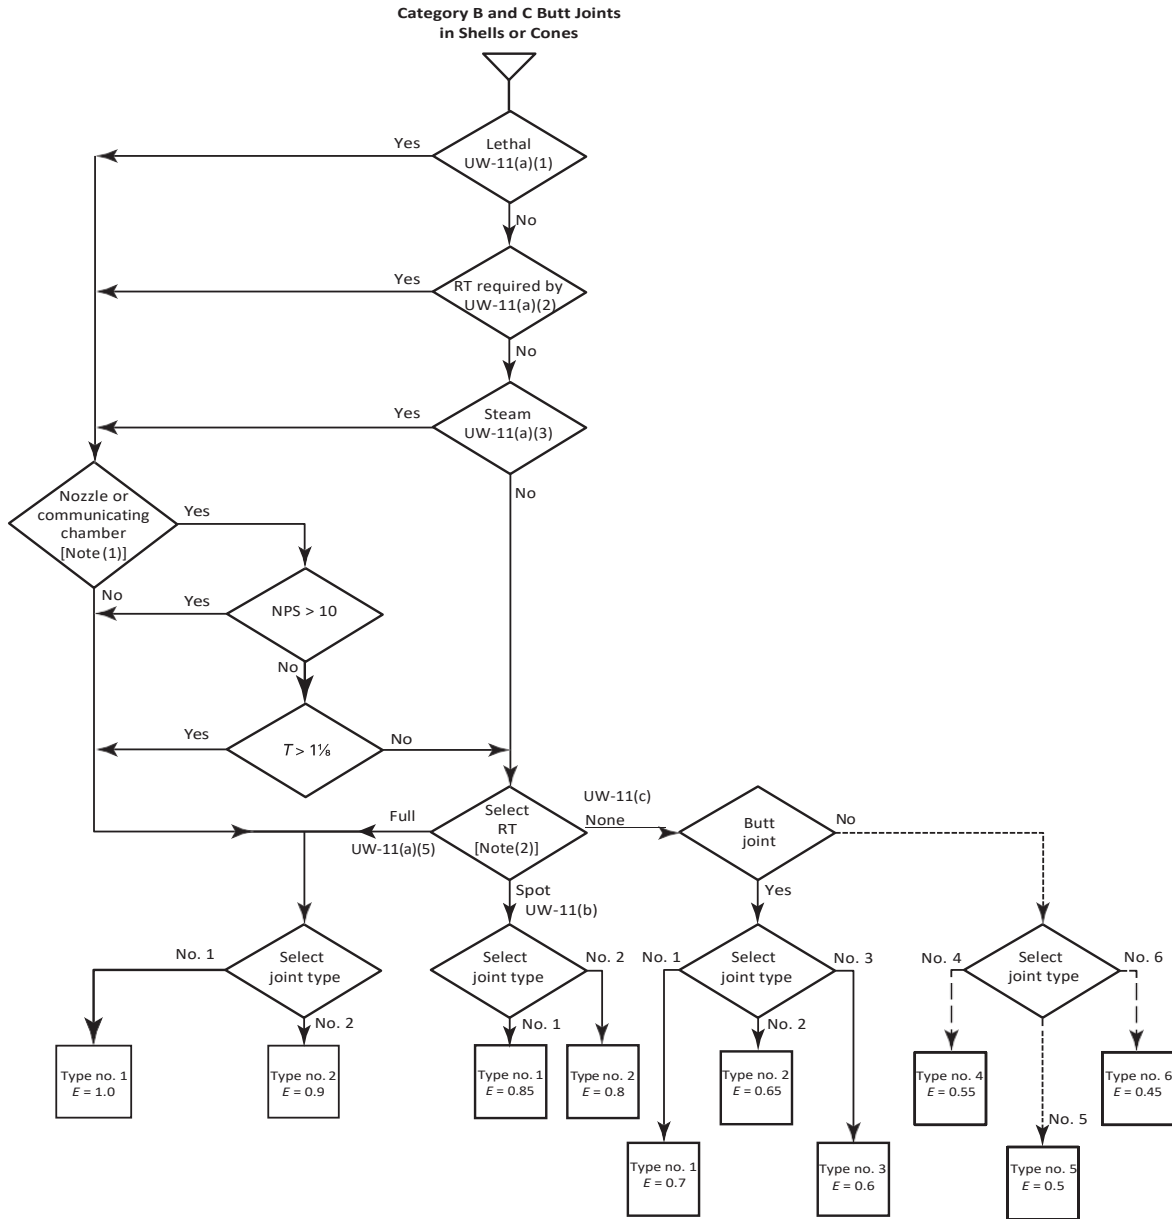 Category B and C Butt Joints
in Shells or Cones
Yes
Lethal
UW-11(a)(1)
No
Yes
RT required by
UW-11(a)(2)
No
Yes
Steam
UW-11(a)(3)
No
Nozzle or
communicating
chamber
[Note (1)]
Yes
No
Yes
NPS > 10
No
Yes
T > 1⅛
No
Full
UW-11(a)(5)
Select
RT
[Note(2)]
UW-11(c)
None
Butt
joint
No
Spot
UW-11(b)
Yes
No. 1
Select
joint type
No. 2
Select
joint type
No. 2
No. 1
No. 1
Select
joint type
No. 3
No. 2
No. 4
Select
joint type
No. 6
No. 5
Type no. 1
E = 1.0
Type no. 2
E = 0.9
Type no. 1
E = 0.85
Type no. 2
E = 0.8
Type no. 2
E = 0.65
Type no. 4
E = 0.55
Type no. 6
E = 0.45
Type no. 1
E = 0.7
Type no. 3
E = 0.6
Type no. 5
E = 0.5